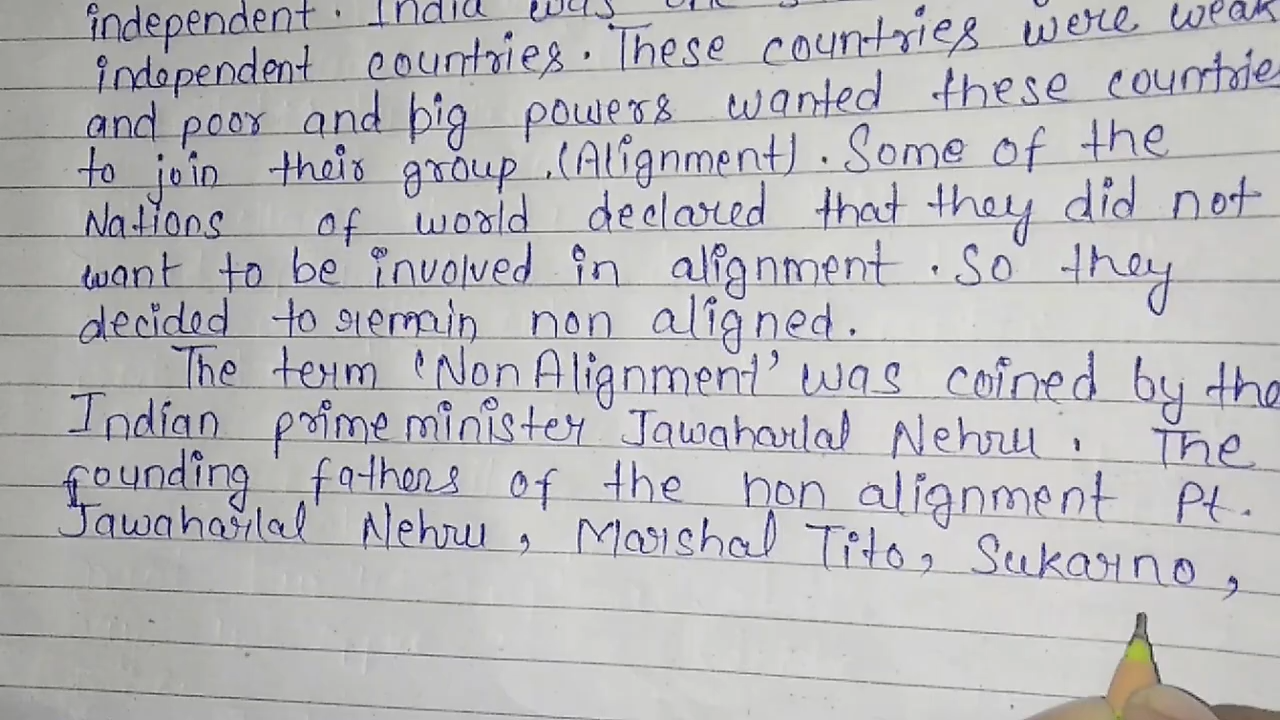 independent. India was
independent countries. These countries were weak
and poor and big powers wanted these countrie
to join their group. (Alignment). Some of the
Nations of world declared that they did not
want to be involved in alignment. So they
decided to remain non aligned.
The term 'Non Alignment' was coined by the
Indian prime minister Jawaharlal Nehru. The
founding fathers of the non alignment Pt.
Jawaharlal Nehru, Marshal Tito, Sukarno,